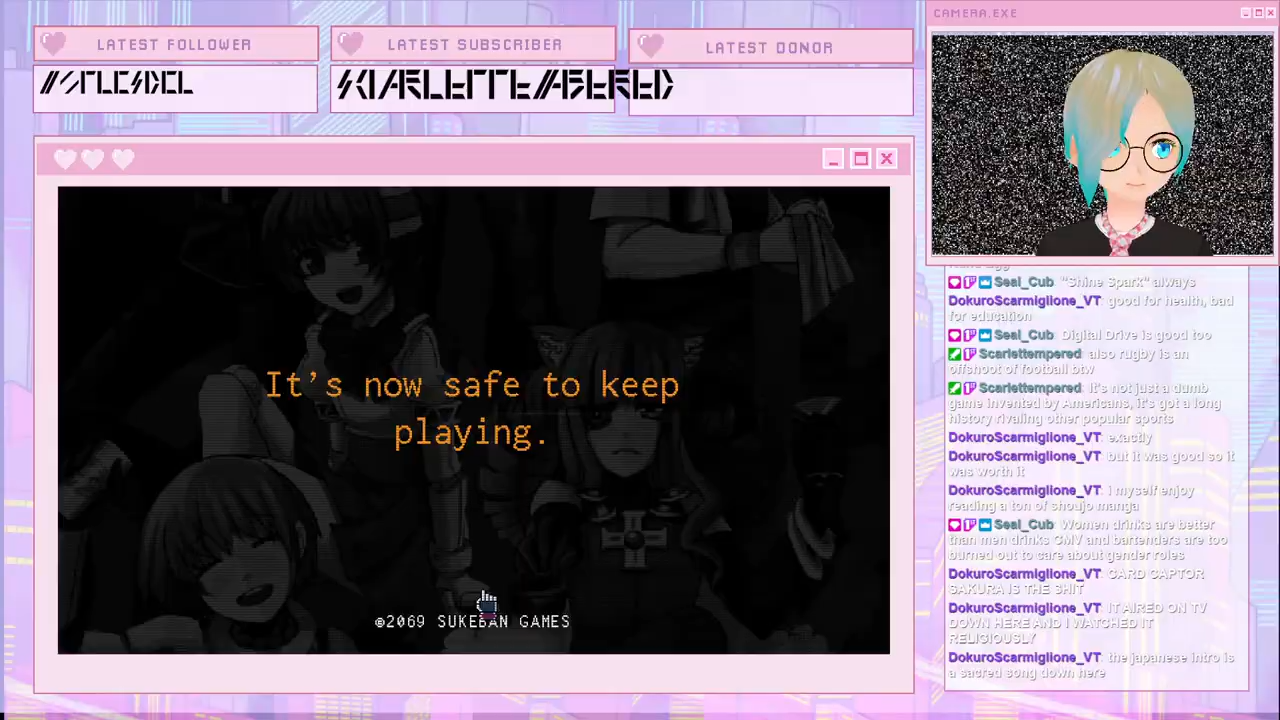 CAMERA.EXE
LATEST FOLLOWER
LATEST SUBSCRIBER
LATEST DONOR
It's now safe to keep
playing.
©2069 SUKEBAN GAMES
Seal_Cub "Shine Spark" always
DokuroScarmiglione_VT: good for health, bad
for education
Seal_Cub Digital Drive is good too
Scarlettempered: also rugby is an
offshoot of football btw
Scarlettempered: It's not just a dumb
game invented by Americans, it's got a long
history rivaling other popular sports
DokuroScarmiglione_VT: exactly
DokuroScarmiglione_VT: but it was good so it
was worth it
DokuroScarmiglione_VT: i myself enjoy
reading a ton of shoujo manga
Seal_Cub Women drinks are better
than men drinks CMV and bartenders are too
burned out to care about gender roles
DokuroScarmiglione_VT: CARD CAPTOR
SAKURA IS THE SHIT
DokuroScarmiglione_VT: IT AIRED ON TV
DOWN HERE AND I WATCHED IT
RELIGIOUSLY
DokuroScarmiglione_VT: the japanese intro is
a sacred song down here